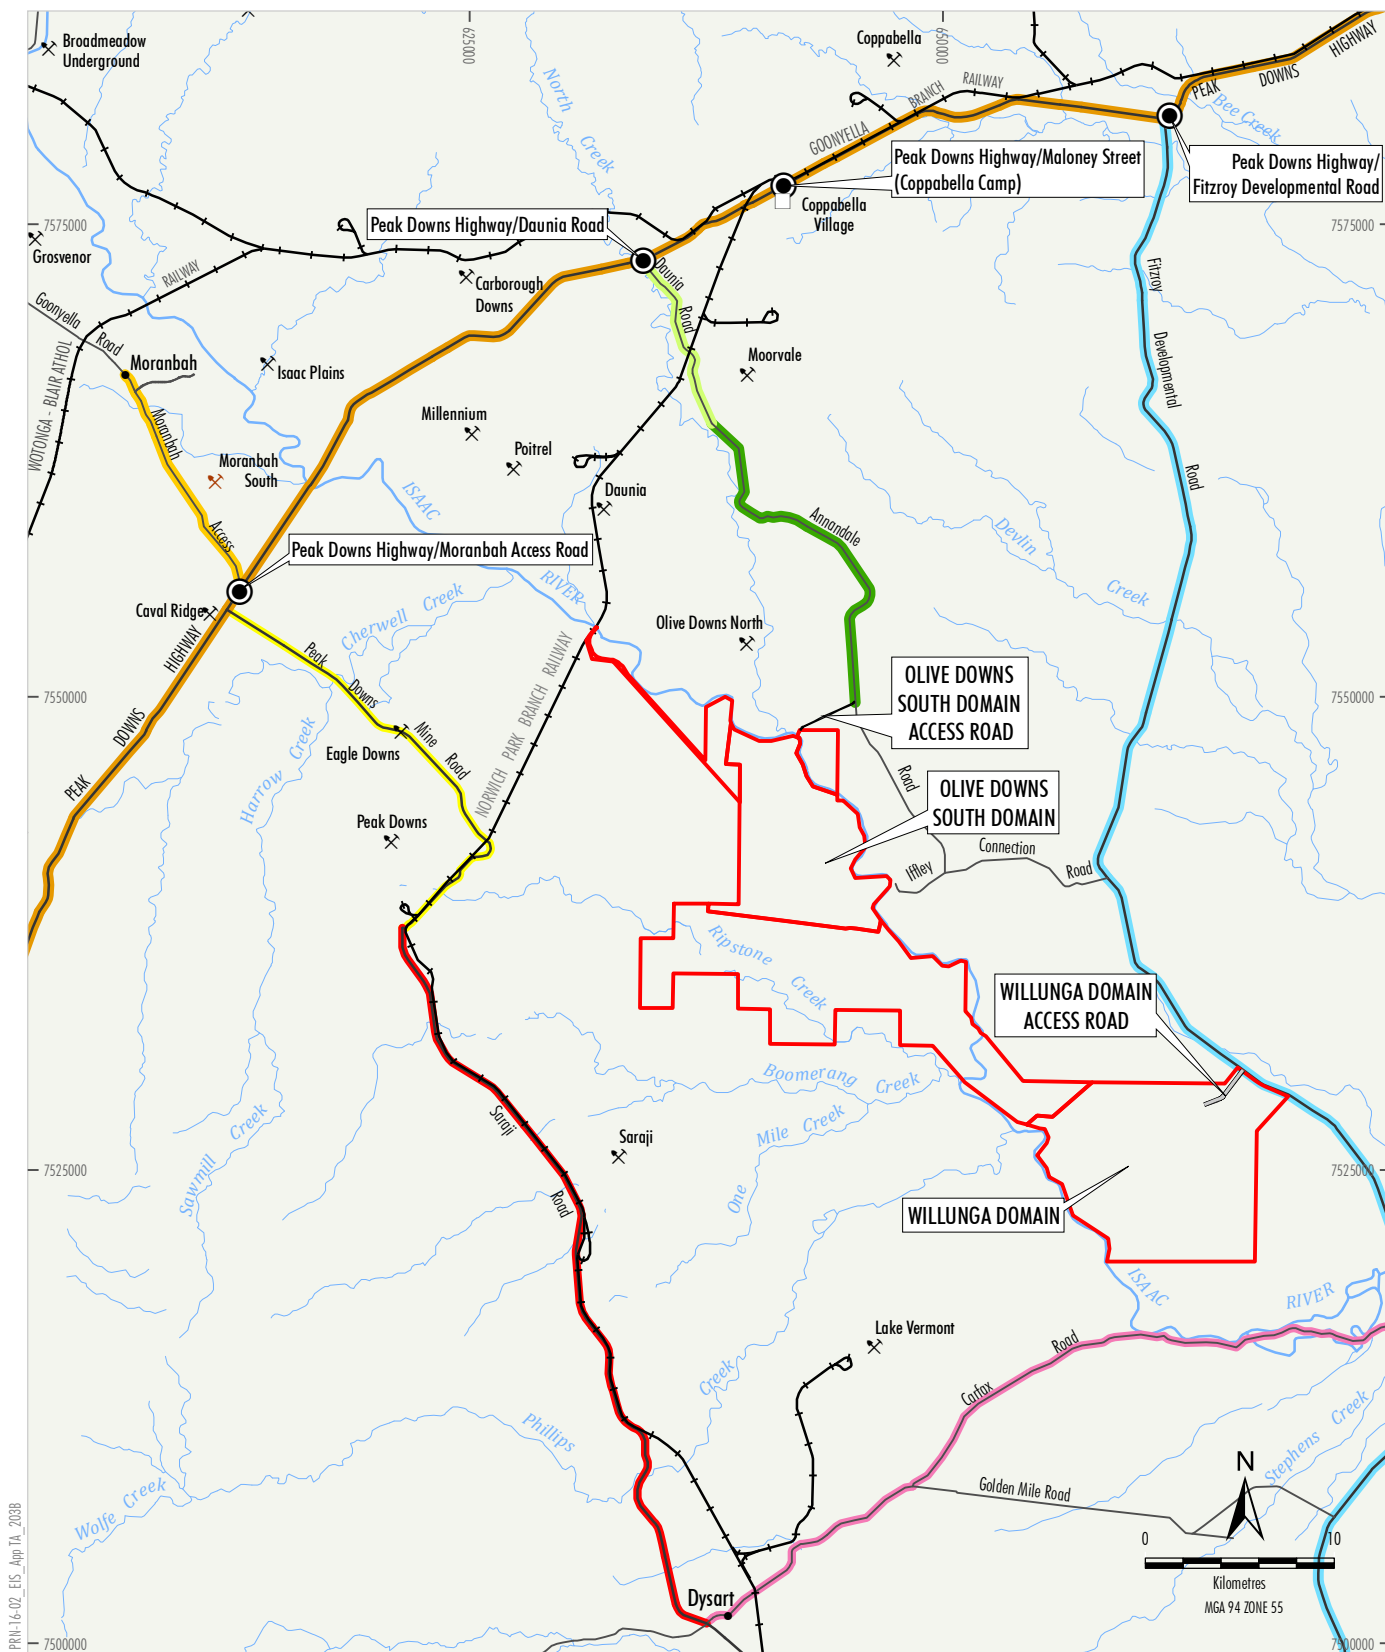 Broadmeadow
Underground
625000
650000
Coppabella
HIGHWAY
DOWNS
PEAK
RAILWAY
BRANCH
GOONYELLA
Bee Creek
North
Creek
Peak Downs Highway/Maloney Street
(Coppabella Camp)
Peak Downs Highway/
Fitzroy Developmental Road
Coppabella
Village
Peak Downs Highway/Daunia Road
7575000
7575000
Grosvenor
RAILWAY
Carborough
Downs
Daunia
Road
Fitzroy
Developmental
Road
Goonyella
Road
Moranbah
WOTONGA - BLAIR ATHOL
Isaac Plains
Moorvale
Millennium
Poitrel
Moranbah
Access
Moranbah
South
Daunia
ISAAC
RIVER
Annandale
Road
Devlin
Creek
Peak Downs Highway/Moranbah Access Road
Caval Ridge
Cherwell Creek
Olive Downs North
HIGHWAY
DOWNS
PEAK
Peak
Downs
Mine
Road
NORWICH PARK BRANCH RAILWAY
OLIVE DOWNS
SOUTH DOMAIN
ACCESS ROAD
7550000
7550000
Harrow Creek
Eagle Downs
OLIVE DOWNS
SOUTH DOMAIN
Peak Downs
Iffley
Connection
Road
Ripstone
Creek
WILLUNGA DOMAIN
ACCESS ROAD
Boomerang Creek
Saraji
Road
Saraji
One
Mile Creek
Sawmill Creek
7525000
7525000
WILLUNGA DOMAIN
ISAAC
RIVER
Lake Vermont
Carfax
Road
Creek
Phillips
Stephens Creek
N
Golden Mile Road
Wolfe Creek
0
10
Kilometres
MGA 94 ZONE 55
Dysart
7500000
7500000
PRN-16-02_EIS_App TA_203B